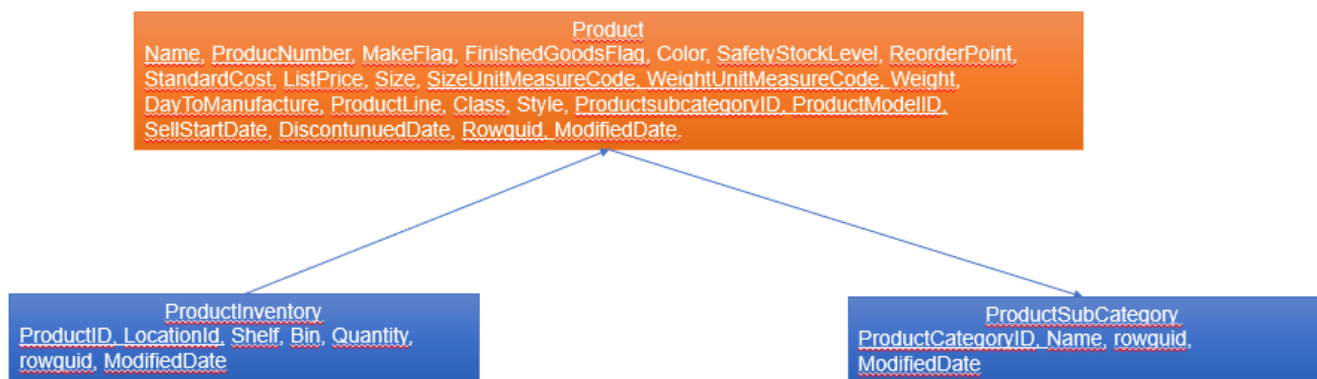 Product
Name, ProducNumber, MakeFlag, FinishedGoodsFlag, Color, SafetyStockLevel, ReorderPoint,
StandardCost, ListPrice, Size, SizeUnitMeasureCode, WeightUnitMeasureCode, Weight,
DayToManufacture, ProductLine, Class, Style, ProductsubcategoryID, ProductModelID,
SellStartDate, DiscontunuedDate, Rowguid, ModifiedDate.
ProductInventory
ProductID, LocationId, Shelf, Bin, Quantity,
rowguid, ModifiedDate
ProductSubCategory
ProductCategoryID, Name, rowguid,
ModifiedDate